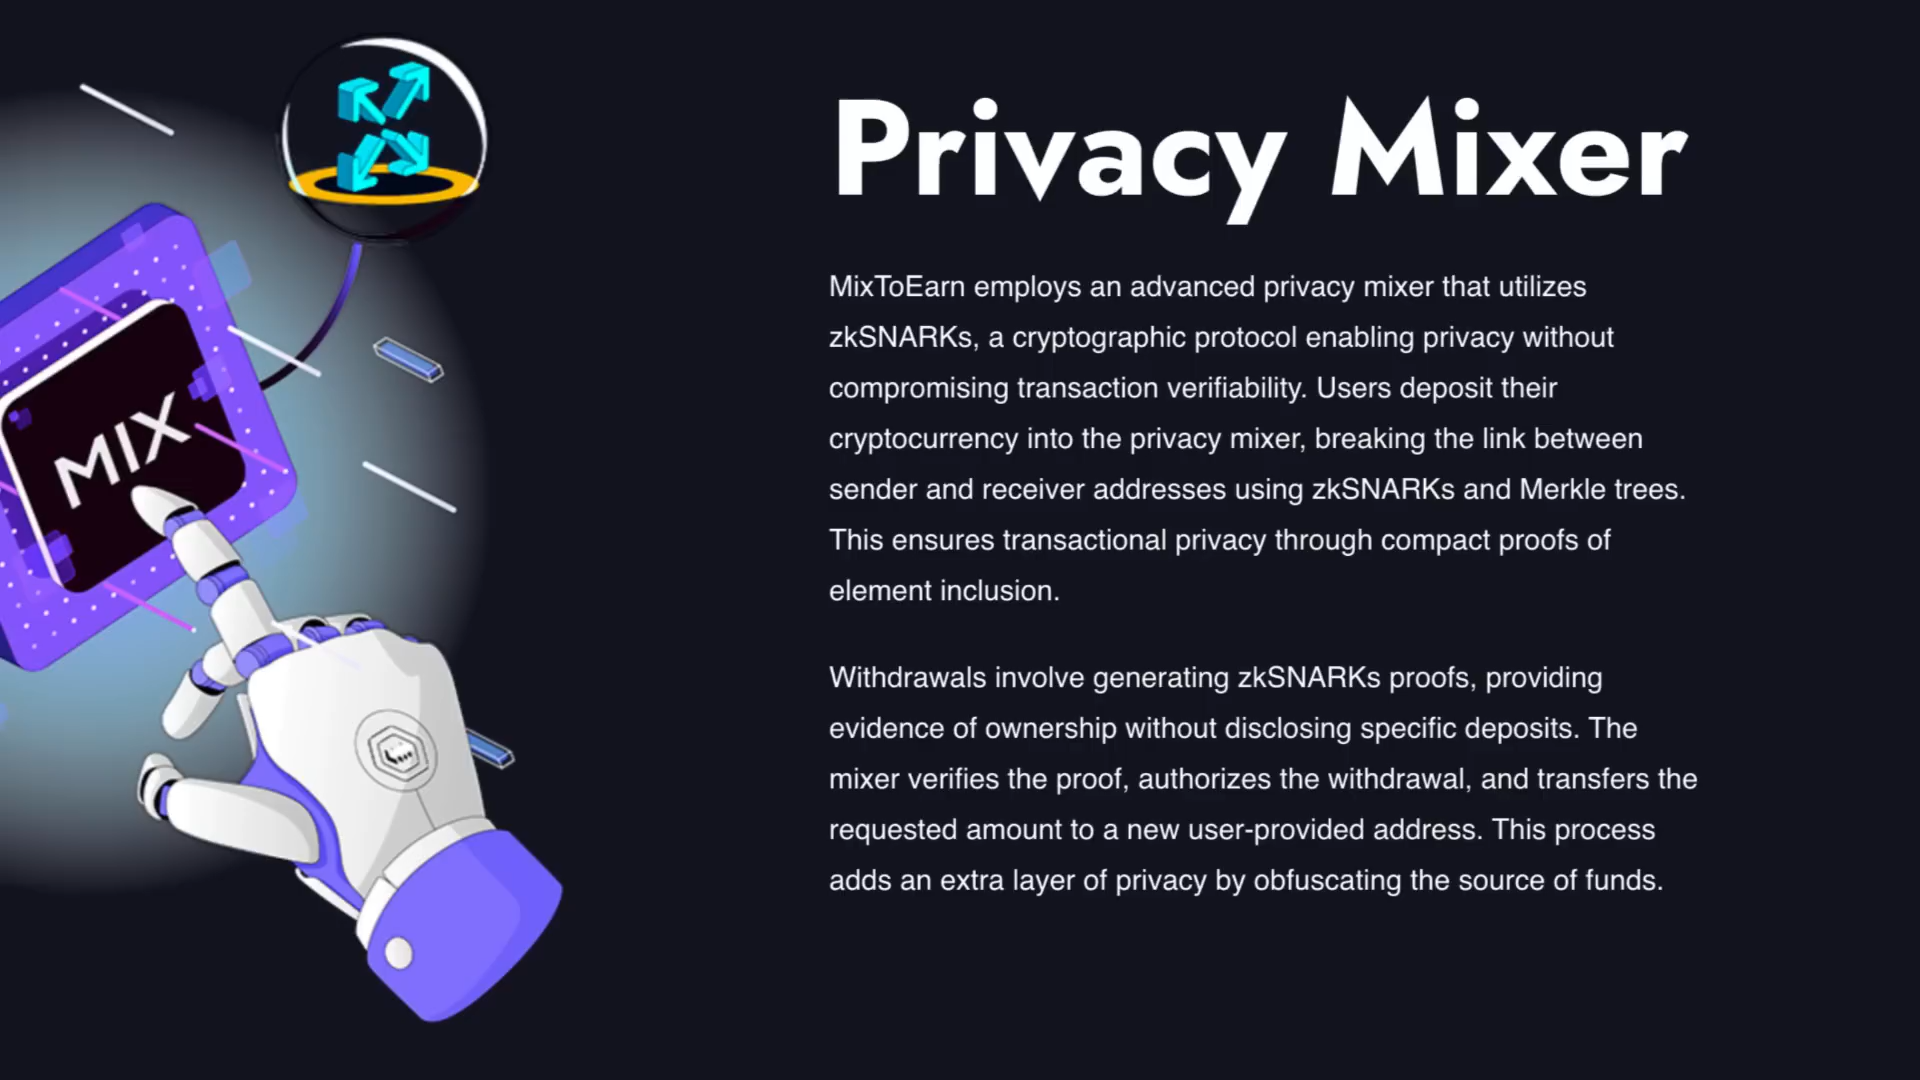 Privacy Mixer
MixToEarn employs an advanced privacy mixer that utilizes
zkSNARKs, a cryptographic protocol enabling privacy without
compromising transaction verifiability. Users deposit their
cryptocurrency into the privacy mixer, breaking the link between
sender and receiver addresses using zkSNARKs and Merkle trees.
This ensures transactional privacy through compact proofs of
element inclusion.
Withdrawals involve generating zkSNARKs proofs, providing
evidence of ownership without disclosing specific deposits. The
mixer verifies the proof, authorizes the withdrawal, and transfers the
requested amount to a new user-provided address. This process
adds an extra layer of privacy by obfuscating the source of funds.
MIX